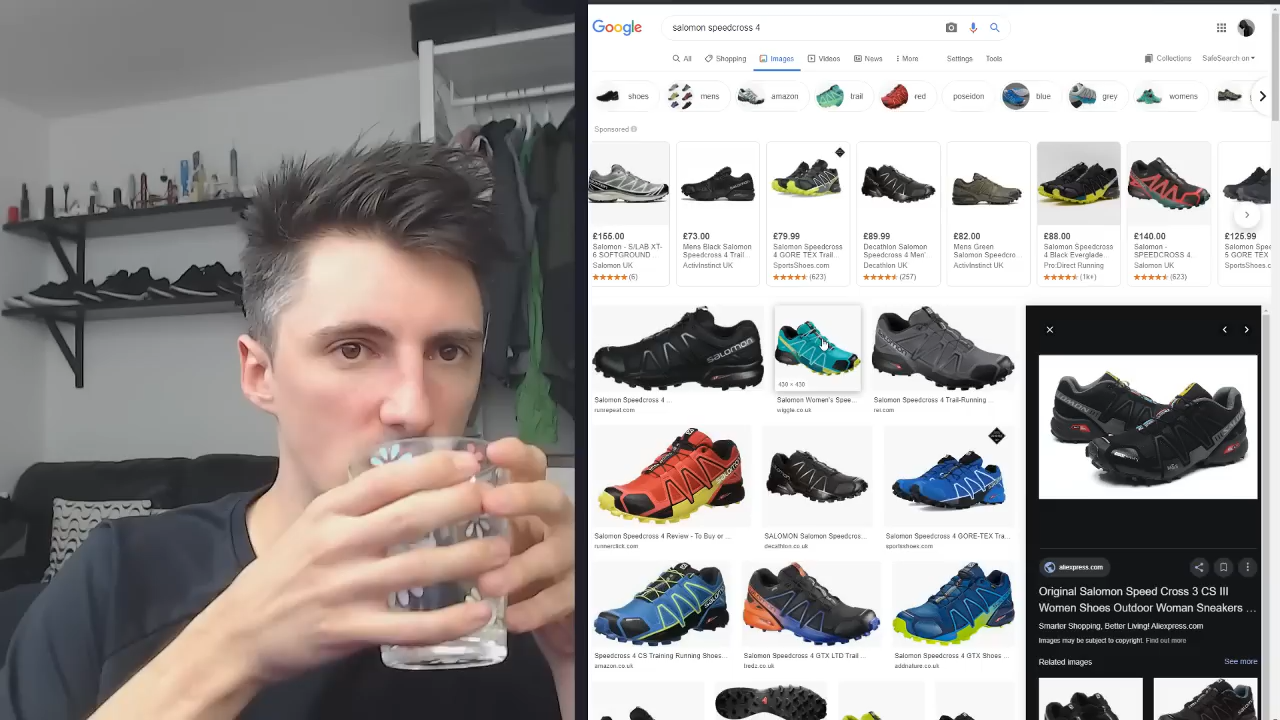 Google
salomon speedcross 4
All Shopping Images Videos News More Settings Tools Collections SafeSearch on
shoes mens amazon trail red poseidon blue grey womens
Sponsored
£155.00 £73.00 £79.99 £89.99 £82.00 £88.00 £140.00 £125.99
Salomon - S/LAB XT- Mens Black Salomon Salomon Speedcross Decathlon Salomon Mens Green Salomon Speedcross Salomon - Salomon Speedcross
6 SOFTGROUND ... Speedcross 4 Trail... 4 GORE TEX Trail... Speedcross 4 Men'... Salomon Speedcro... 4 Black Everglade... SPEEDCROSS 4... 5 GORE TEX
Salomon UK ActivInstinct UK SportsShoes.com Decathlon UK ActivInstinct UK Pro:Direct Running Salomon UK SportsShoes.co
(6) (623) (257) (1k+) (623)
SALOMON
430 × 430
Salomon Speedcross 4 ... Salomon Women's Spee... Salomon Speedcross 4 Trail-Running ...
runrepeat.com wiggle.co.uk rei.com
Salomon Speedcross 4 Review - To Buy or ... SALOMON Salomon Speedcros... Salomon Speedcross 4 GORE-TEX Tra...
runnerclick.com decathlon.co.uk sportsshoes.com
Speedcross 4 CS Training Running Shoes... Salomon Speedcross 4 GTX LTD Trail ... Salomon Speedcross 4 GTX Shoes ...
amazon.co.uk fredz.co.uk addnature.co.uk
aliexpress.com
Original Salomon Speed Cross 3 CS III
Women Shoes Outdoor Woman Sneakers ...
Smarter Shopping, Better Living! Aliexpress.com
Images may be subject to copyright. Find out more
Related images See more